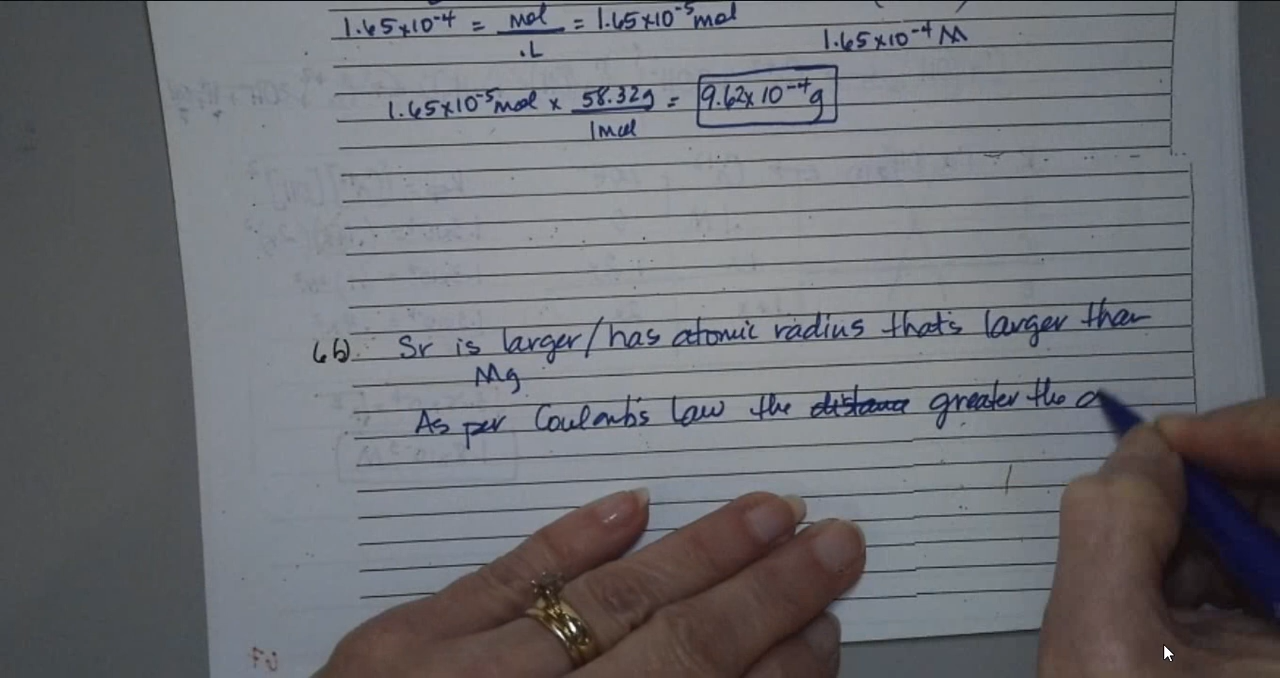 1.65x10⁻⁴ = mol / .1L = 1.65x10⁻⁵ mol
1.65x10⁻⁴ M
1.65x10⁻⁵ mol x 58.32g / 1mol = 9.62x10⁻⁴g
6b) Sr is larger/has atomic radius that's larger than
Mg
As per Coulomb's Law the distance greater the d